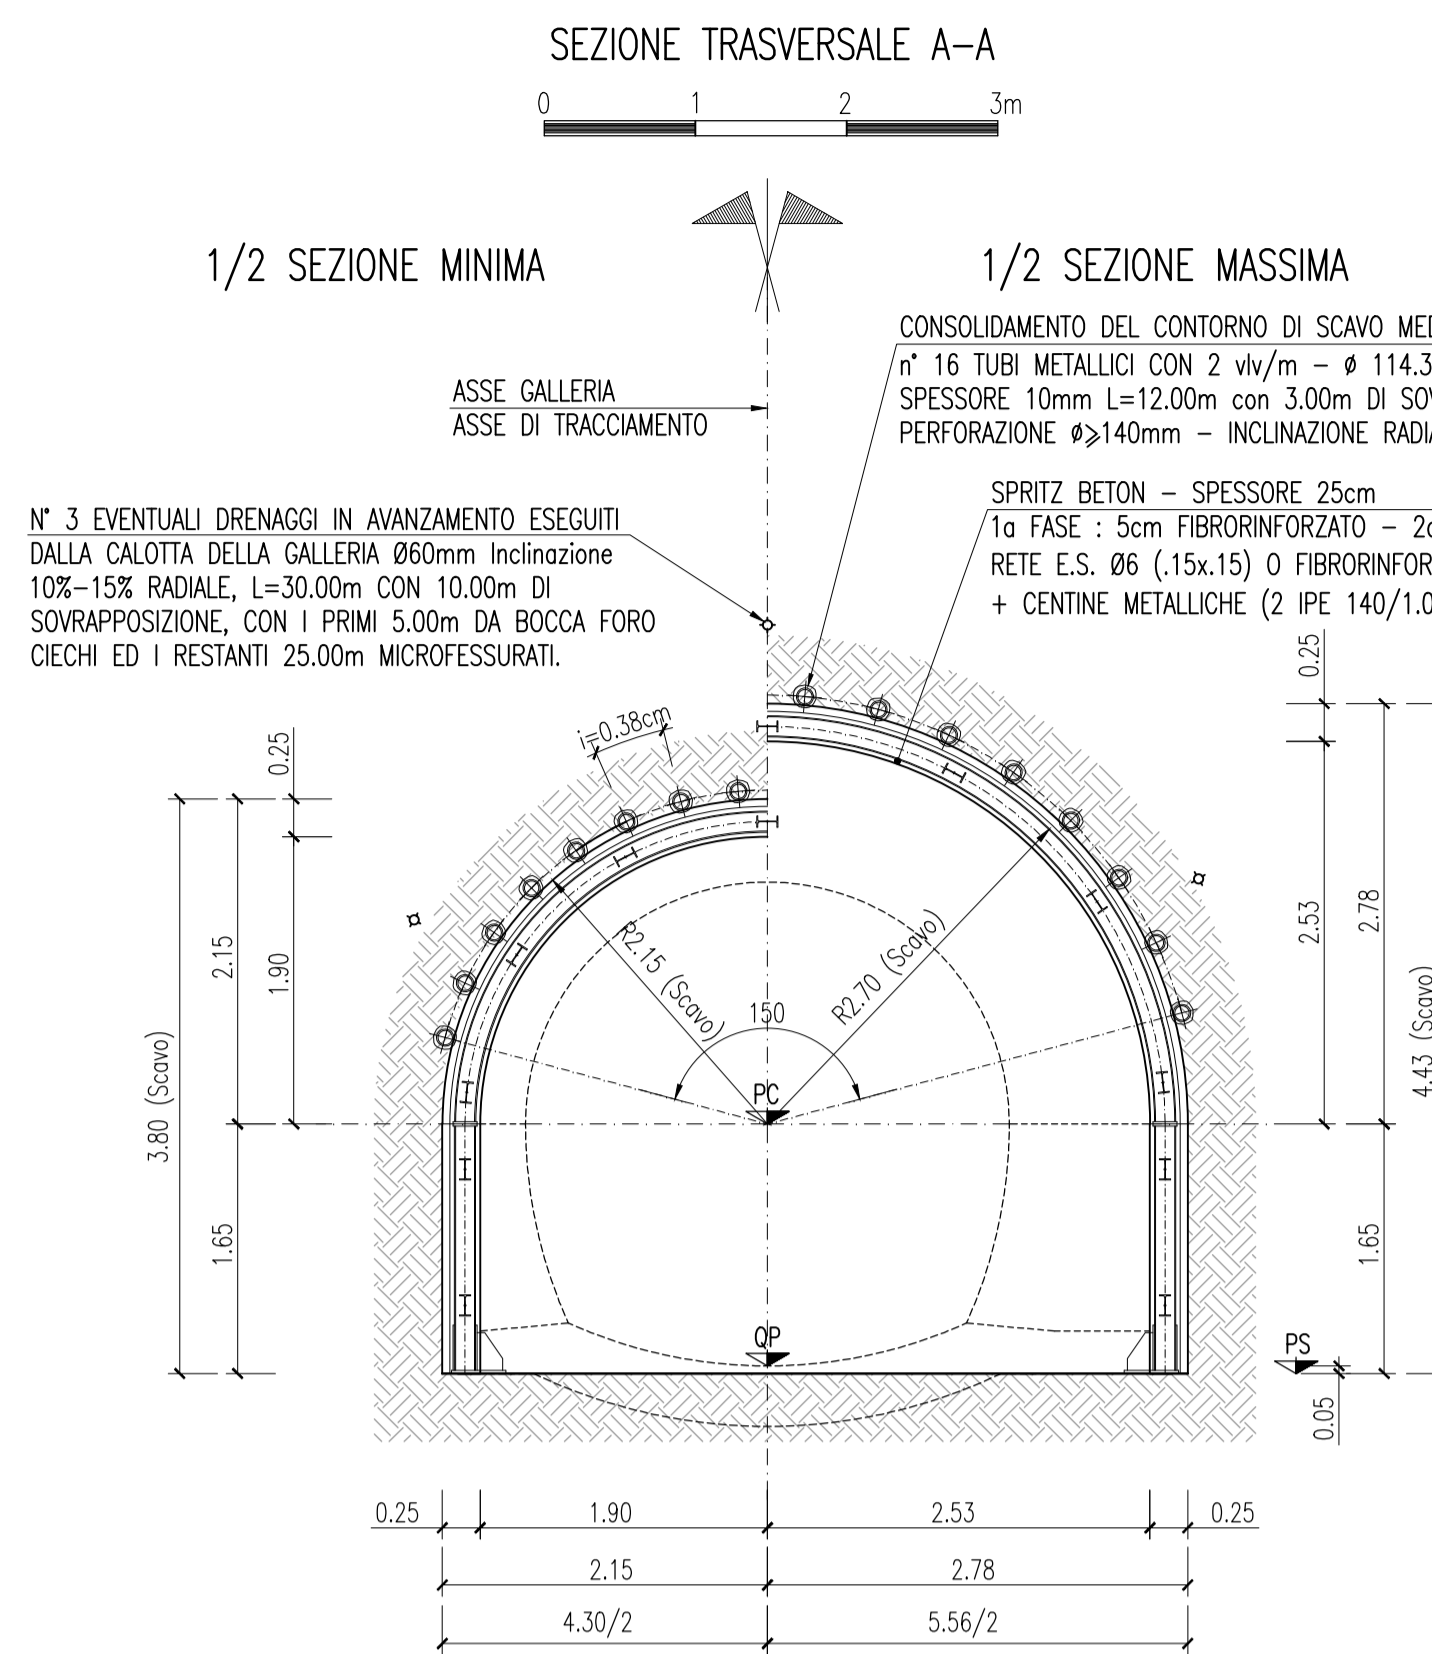 SEZIONE TRASVERSALE A-A
0 1 2 3m
1/2 SEZIONE MINIMA
1/2 SEZIONE MASSIMA
CONSOLIDAMENTO DEL CONTORNO DI SCAVO
n° 16 TUBI METALLICI CON 2 vlv/m - ø 114.3
SPESSORE 10mm L=12.00m con 3.00m DI
PERFORAZIONE ø⩾140mm - INCLINAZIONE
ASSE GALLERIA
ASSE DI TRACCIAMENTO
SPRITZ BETON - SPESSORE 25cm
1a FASE : 5cm FIBRORINFORZATO -
RETE E.S. Ø6 (.15x.15) O
+ CENTINE METALLICHE (2 IPE 140/1.0
N° 3 EVENTUALI DRENAGGI IN AVANZAMENTO ESEGUITI
DALLA CALOTTA DELLA GALLERIA Ø60mm Inclinazione
10%-15% RADIALE, L=30.00m CON 10.00m DI
SOVRAPPOSIZIONE, CON I PRIMI 5.00m DA BOCCA FORO
CIECHI ED I RESTANTI 25.00m MICROFESSURATI.
i=0.38cm
0.25
0.25
2.15
1.90
3.80 (Scavo)
1.65
R2.15 (Scavo)
R2.70 (Scavo)
150
PC
QP
PS
2.53
2.78
4.43 (Scavo)
1.65
0.05
0.25 1.90 2.53 0.25
2.15 2.78
4.30/2 5.56/2